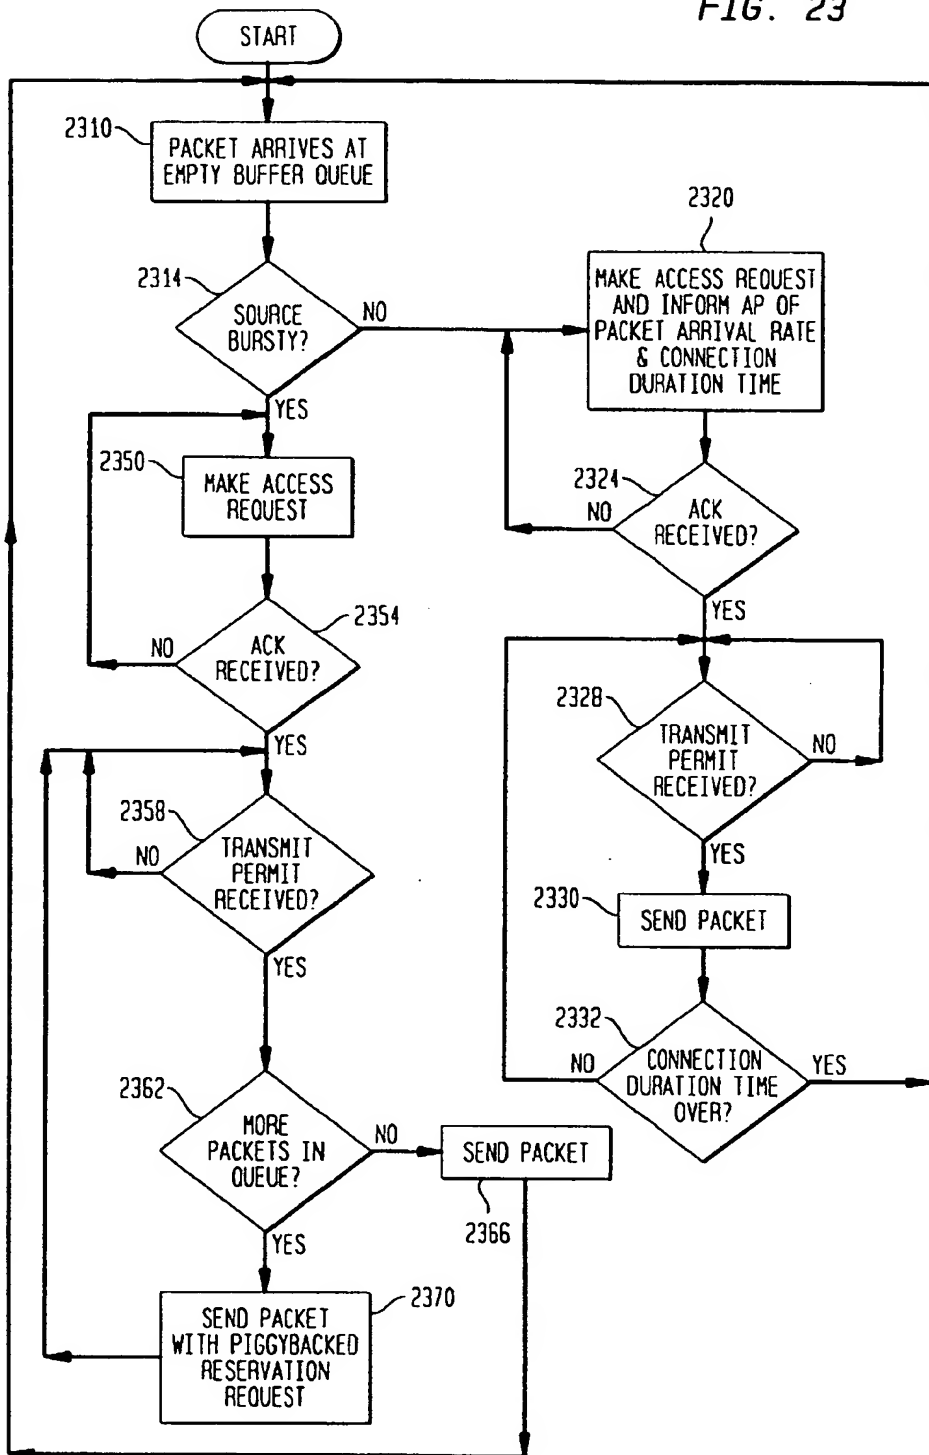 FIG. 23
START
2310
PACKET ARRIVES AT
EMPTY BUFFER QUEUE
2314
SOURCE
BURSTY?
NO
YES
2320
MAKE ACCESS REQUEST
AND INFORM AP OF
PACKET ARRIVAL RATE
& CONNECTION
DURATION TIME
2350
MAKE ACCESS
REQUEST
2324
ACK
RECEIVED?
NO
YES
2354
ACK
RECEIVED?
NO
YES
2328
TRANSMIT
PERMIT
RECEIVED?
NO
YES
2358
TRANSMIT
PERMIT
RECEIVED?
NO
YES
2330
SEND PACKET
2332
CONNECTION
DURATION TIME
OVER?
NO
YES
2362
MORE
PACKETS IN
QUEUE?
NO
YES
SEND PACKET
2366
2370
SEND PACKET
WITH PIGGYBACKED
RESERVATION
REQUEST